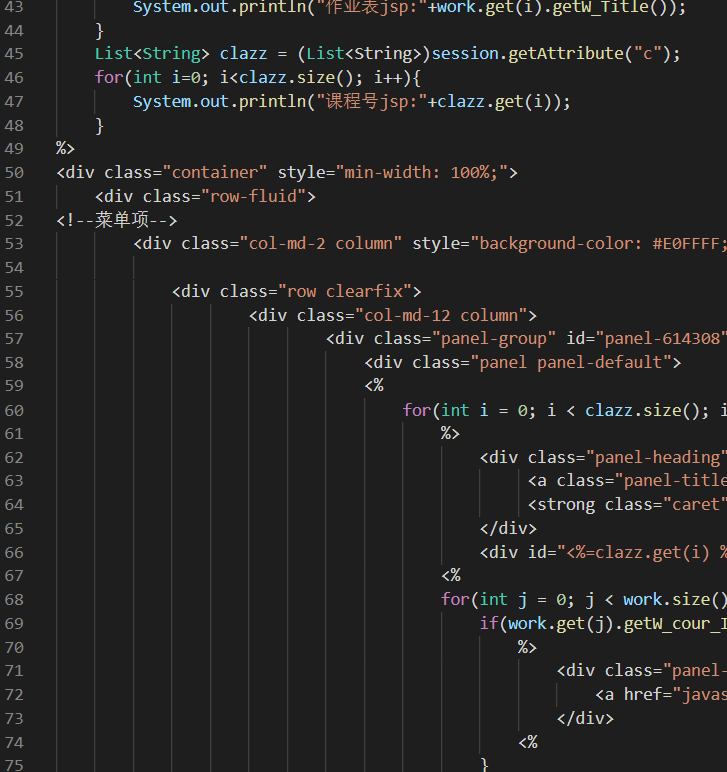 43 System.out.println("作业表jsp:"+work.get(i).getW_Title());
44 }
45 List<String> clazz = (List<String>)session.getAttribute("c");
46 for(int i=0; i<clazz.size(); i++){
47 System.out.println("课程号jsp:"+clazz.get(i));
48 }
49 %>
50 <div class="container" style="min-width: 100%;">
51 <div class="row-fluid">
52 <!--菜单项-->
53 <div class="col-md-2 column" style="background-color: #E0FFFF;
54
55 <div class="row clearfix">
56 <div class="col-md-12 column">
57 <div class="panel-group" id="panel-614308"
58 <div class="panel panel-default">
59 <%
60 for(int i = 0; i < clazz.size(); i
61 %>
62 <div class="panel-heading"
63 <a class="panel-title
64 <strong class="caret"
65 </div>
66 <div id="<%=clazz.get(i) %
67 <%
68 for(int j = 0; j < work.size()
69 if(work.get(j).getW_cour_I
70 %>
71 <div class="panel-
72 <a href="javas
73 </div>
74 <%
75 }